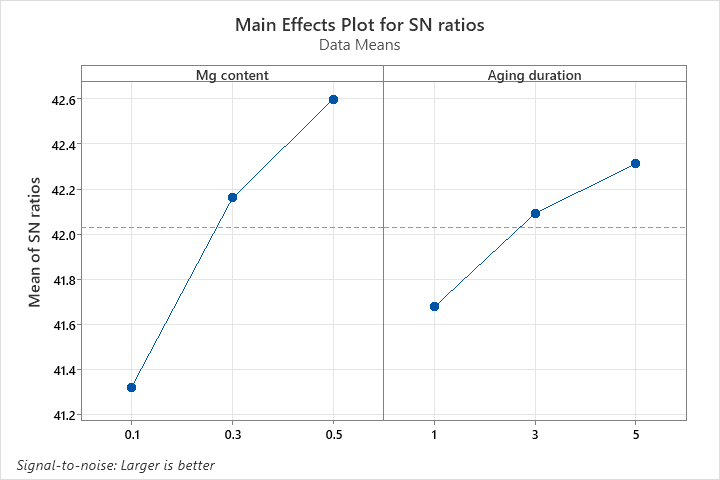 Main Effects Plot for SN ratios
Data Means
Mg content
Aging duration
Mean of SN ratios
42.6
42.4
42.2
42.0
41.8
41.6
41.4
41.2
0.1 0.3 0.5 1 3 5
Signal-to-noise: Larger is better